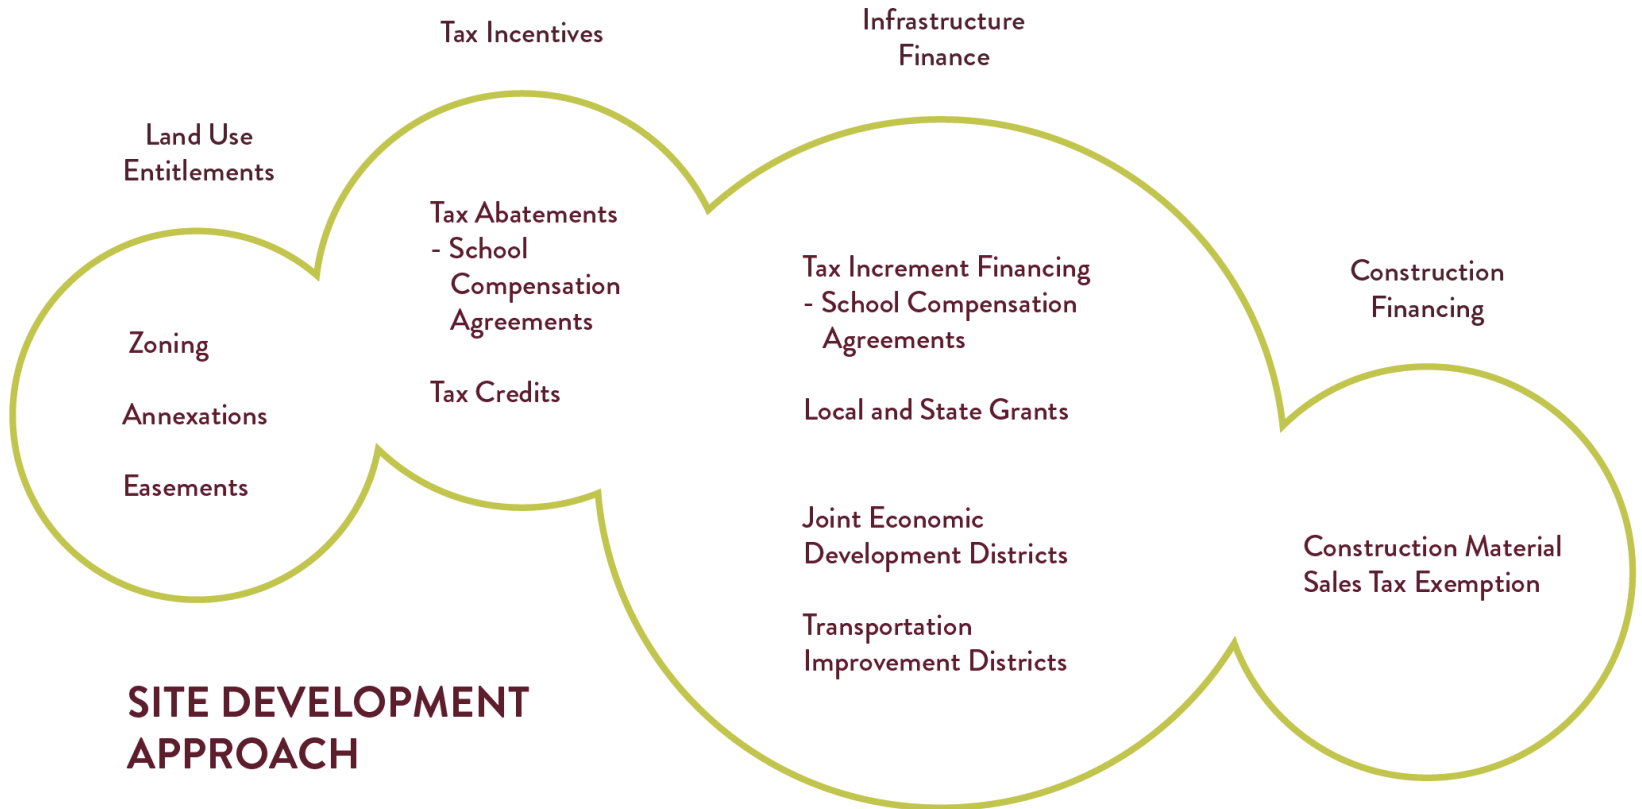 Land Use
Entitlements
Zoning
Annexations
Easements
Tax Incentives
Tax Abatements
- School
Compensation
Agreements
Tax Credits
Infrastructure
Finance
Tax Increment Financing
- School Compensation
Agreements
Local and State Grants
Joint Economic
Development Districts
Transportation
Improvement Districts
Construction
Financing
Construction Material
Sales Tax Exemption
SITE DEVELOPMENT
APPROACH